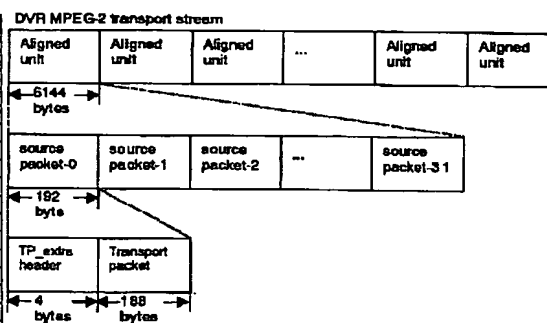 DVR MPEG-2 transport stream
Aligned unit
Aligned unit
Aligned unit
...
Aligned unit
Aligned unit
6144 bytes
source packet-0
source packet-1
source packet-2
...
source packet-31
192 byte
TP_extra header
Transport packet
4 bytes
188 bytes